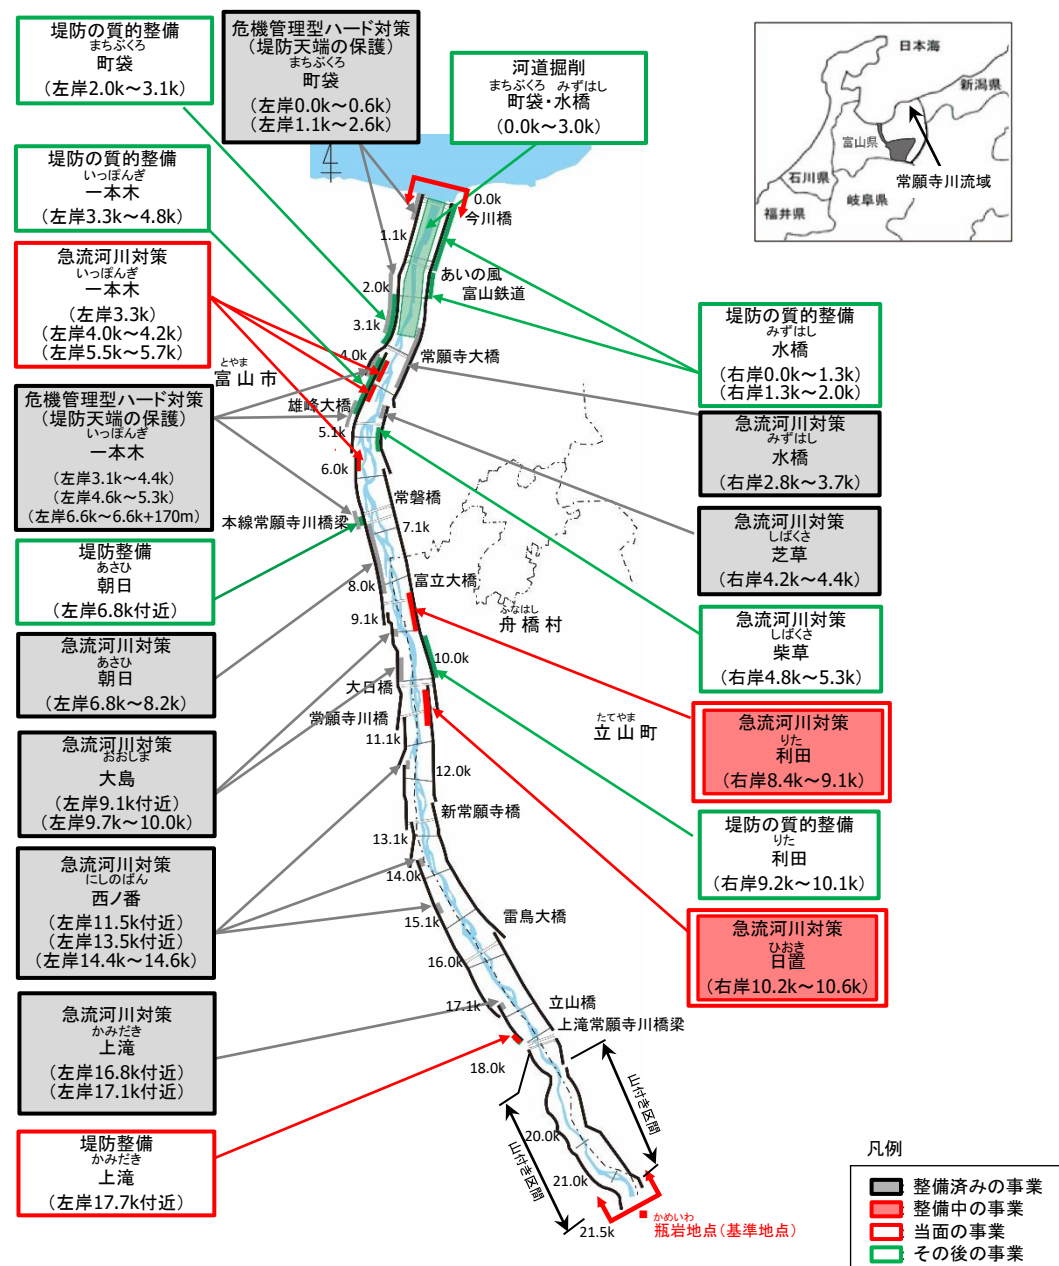 堤防の質的整備
まちぶくろ
町袋
(左岸2.0k～3.1k)
危機管理型ハード対策
(堤防天端の保護)
まちぶくろ
町袋
(左岸0.0k～0.6k)
(左岸1.1k～2.6k)
河道掘削
まちぶくろ みずはし
町袋・水橋
(0.0k～3.0k)
日本海
新潟県
富山県
石川県
福井県
岐阜県
常願寺川流域
堤防の質的整備
いっぽんぎ
一本木
(左岸3.3k～4.8k)
急流河川対策
いっぽんぎ
一本木
(左岸3.3k)
(左岸4.0k～4.2k)
(左岸5.5k～5.7k)
危機管理型ハード対策
(堤防天端の保護)
いっぽんぎ
一本木
(左岸3.1k～4.4k)
(左岸4.6k～5.3k)
(左岸6.6k～6.6k+170m)
堤防整備
あさひ
朝日
(左岸6.8k付近)
急流河川対策
あさひ
朝日
(左岸6.8k～8.2k)
急流河川対策
おおしま
大島
(左岸9.1k付近)
(左岸9.7k～10.0k)
急流河川対策
にしのばん
西ノ番
(左岸11.5k付近)
(左岸13.5k付近)
(左岸14.4k～14.6k)
急流河川対策
かみだき
上滝
(左岸16.8k付近)
(左岸17.1k付近)
堤防整備
かみだき
上滝
(左岸17.7k付近)
0.0k
今川橋
1.1k
あいの風
富山鉄道
2.0k
3.1k
常願寺大橋
4.0k
とやま
富山市
雄峰大橋
5.1k
6.0k
常磐橋
本線常願寺川橋梁
7.1k
富立大橋
8.0k
9.1k
ふなはし
舟橋村
10.0k
大日橋
常願寺川橋
たてやま
立山町
11.1k
12.0k
新常願寺橋
13.1k
14.0k
15.1k
雷鳥大橋
16.0k
17.1k
立山橋
上滝常願寺川橋梁
18.0k
山付き区間
山付き区間
20.0k
21.0k
21.5k
かめいわ
瓶岩地点(基準地点)
堤防の質的整備
みずはし
水橋
(右岸0.0k～1.3k)
(右岸1.3k～2.0k)
急流河川対策
みずはし
水橋
(右岸2.8k～3.7k)
急流河川対策
しばくさ
芝草
(右岸4.2k～4.4k)
急流河川対策
しばくさ
柴草
(右岸4.8k～5.3k)
急流河川対策
りた
利田
(右岸8.4k～9.1k)
堤防の質的整備
りた
利田
(右岸9.2k～10.1k)
急流河川対策
ひおき
日置
(右岸10.2k～10.6k)
凡例
整備済みの事業
整備中の事業
当面の事業
その後の事業